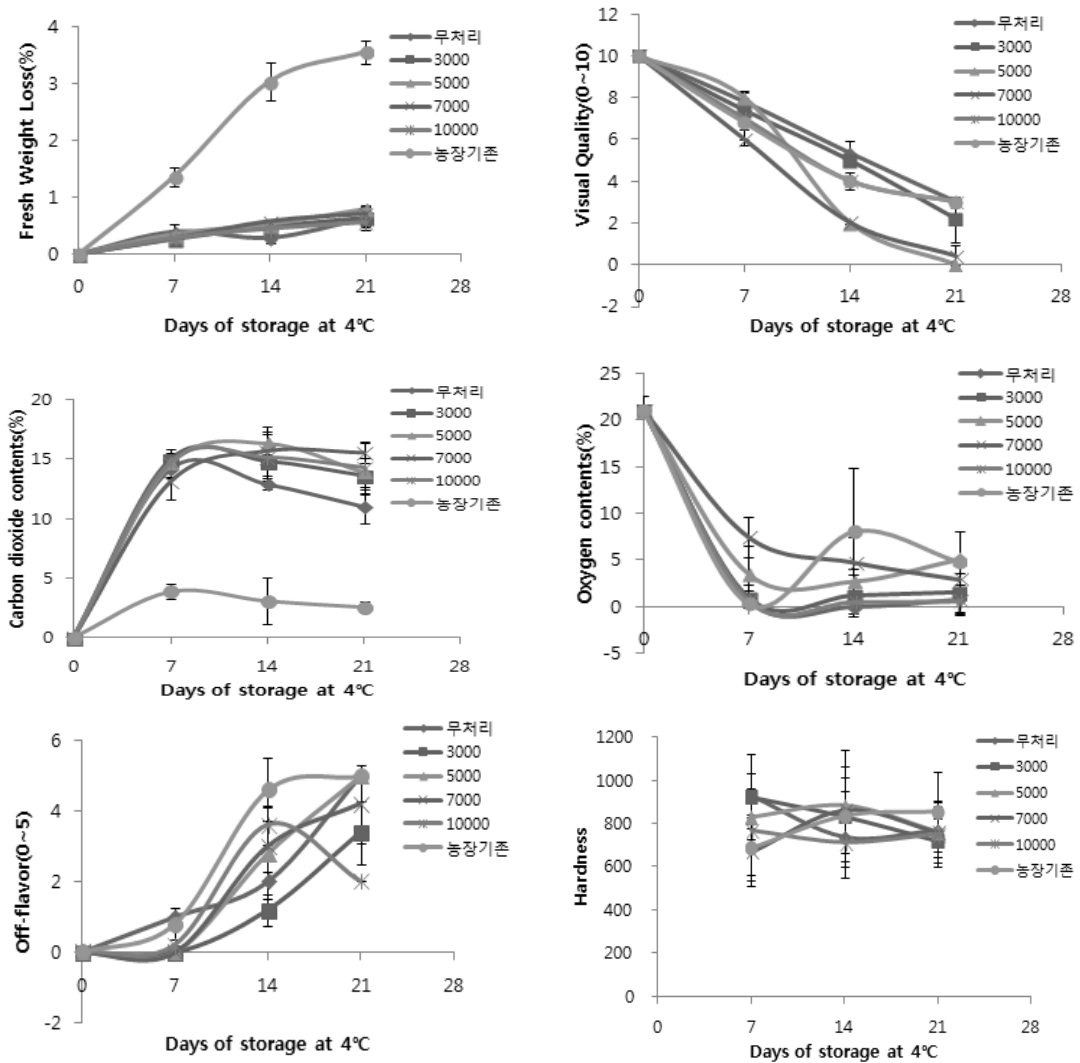 Fresh Weight Loss(%)
4
3
2
1
0
0 7 14 21 28
Days of storage at 4℃
무처리
3000
5000
7000
10000
농장기존
Visual Quality(0~10)
12
10
8
6
4
2
0
-2
0 7 14 21 28
Days of storage at 4℃
무처리
3000
5000
7000
10000
농장기존
Carbon dioxide contents(%)
20
15
10
5
0
0 7 14 21 28
Days of storage at 4℃
무처리
3000
5000
7000
10000
농장기존
Oxygen contents(%)
25
20
15
10
5
0
-5
0 7 14 21 28
Days of storage at 4℃
무처리
3000
5000
7000
10000
농장기존
Off-flavor(0~5)
6
4
2
0
-2
0 7 14 21 28
Days of storage at 4℃
무처리
3000
5000
7000
10000
농장기존
Hardness
1200
1000
800
600
400
200
0
0 7 14 21 28
Days of storage at 4℃
무처리
3000
5000
7000
10000
농장기존